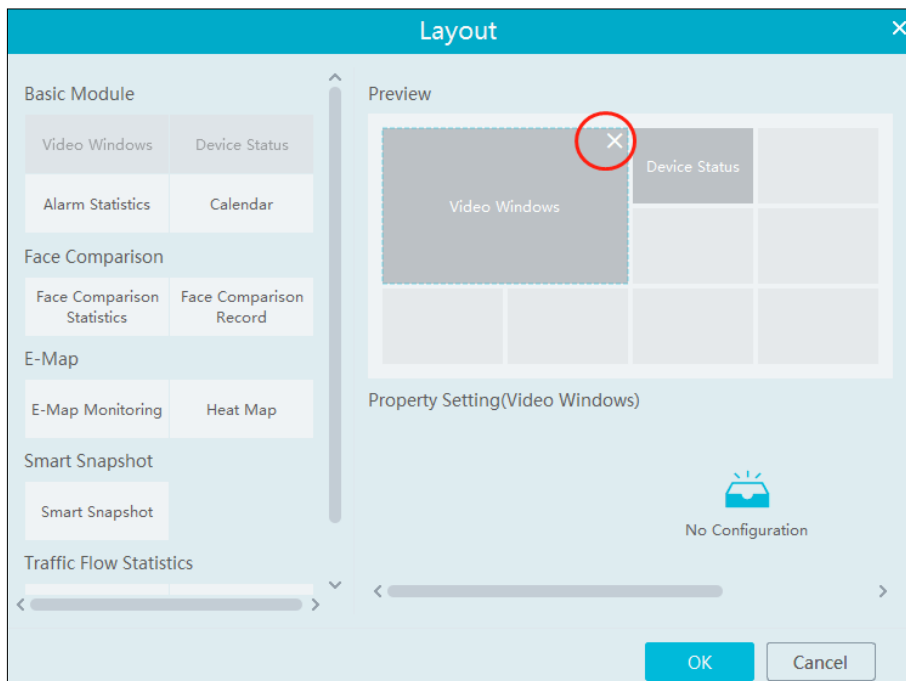 Layout
Basic Module
Video Windows
Device Status
Alarm Statistics
Calendar
Face Comparison
Face Comparison
Statistics
Face Comparison
Record
E-Map
E-Map Monitoring
Heat Map
Smart Snapshot
Smart Snapshot
Traffic Flow Statistics
Preview
Video Windows
Device Status
Property Setting(Video Windows)
No Configuration
OK
Cancel